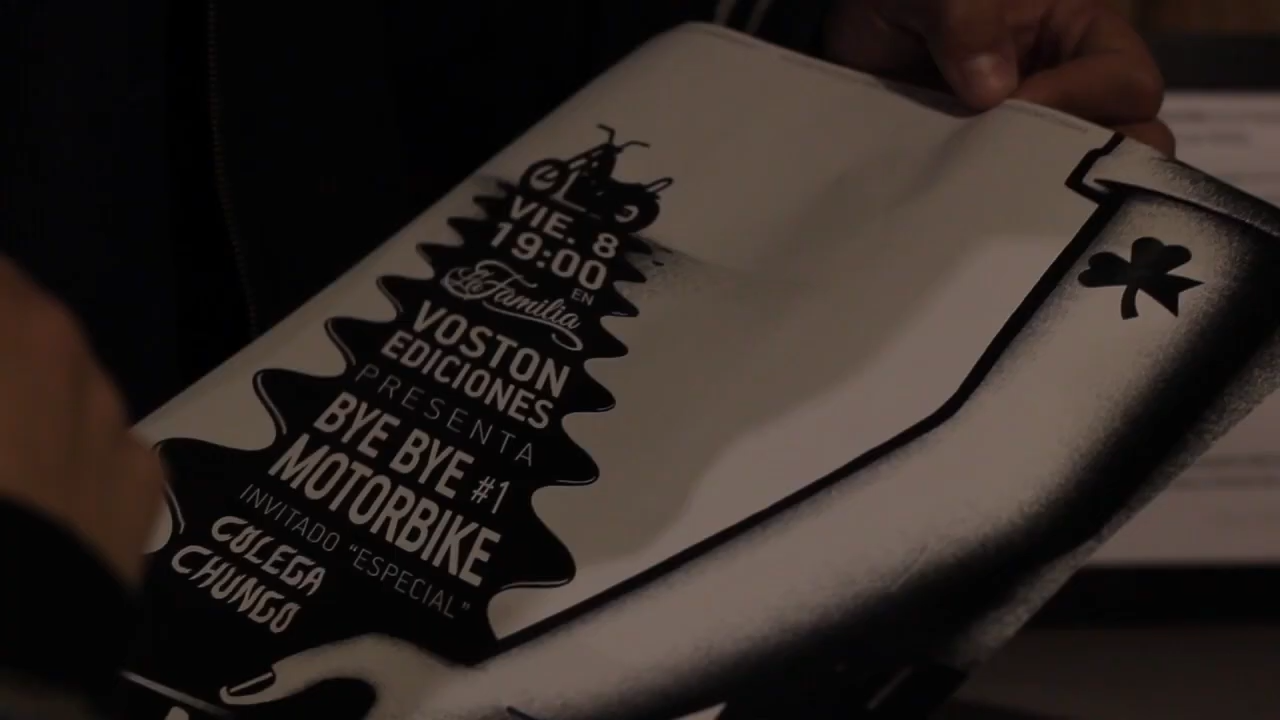 VIE. 8
19:00
EN
La Familia
VOSTON
EDICIONES
PRESENTA
BYE BYE #1
MOTORBIKE
INVITADO "ESPECIAL"
COLEGA
CHUNGO